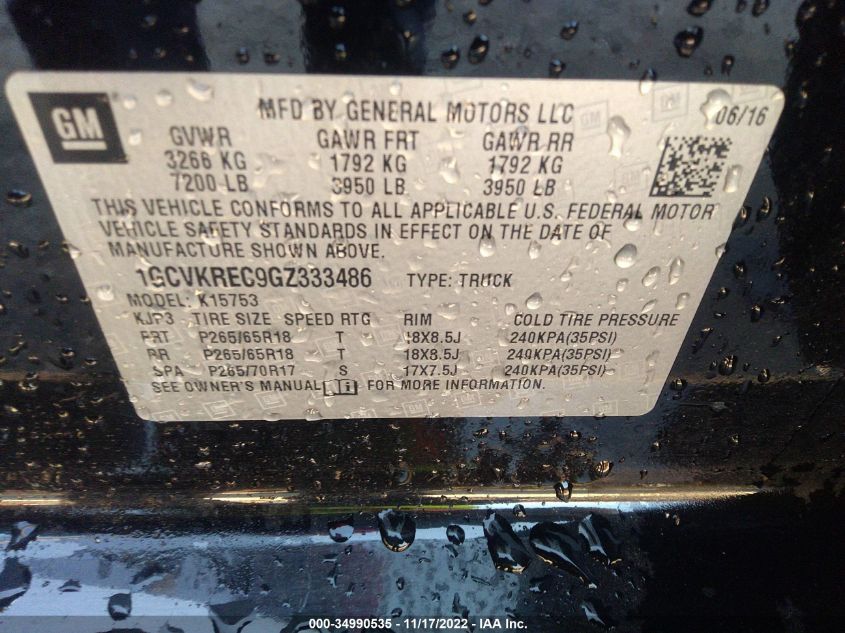 GM
MFD BY GENERAL MOTORS LLC 06/16
GVWR GAWR FRT GAWR RR
3266 KG 1792 KG 1792 KG
7200 LB 3950 LB 3950 LB
THIS VEHICLE CONFORMS TO ALL APPLICABLE U.S. FEDERAL MOTOR
VEHICLE SAFETY STANDARDS IN EFFECT ON THE DATE OF
MANUFACTURE SHOWN ABOVE.
1GCVKREC9GZ333486 TYPE: TRUCK
MODEL: K15753
KJP3 TIRE SIZE SPEED RTG RIM COLD TIRE PRESSURE
FRT P265/65R18 T 18X8.5J 240KPA(35PSI)
RR P265/65R18 T 18X8.5J 240KPA(35PSI)
SPA P265/70R17 S 17X7.5J 240KPA(35PSI)
SEE OWNER'S MANUAL FOR MORE INFORMATION.
000-34990535 - 11/17/2022 - IAA Inc.